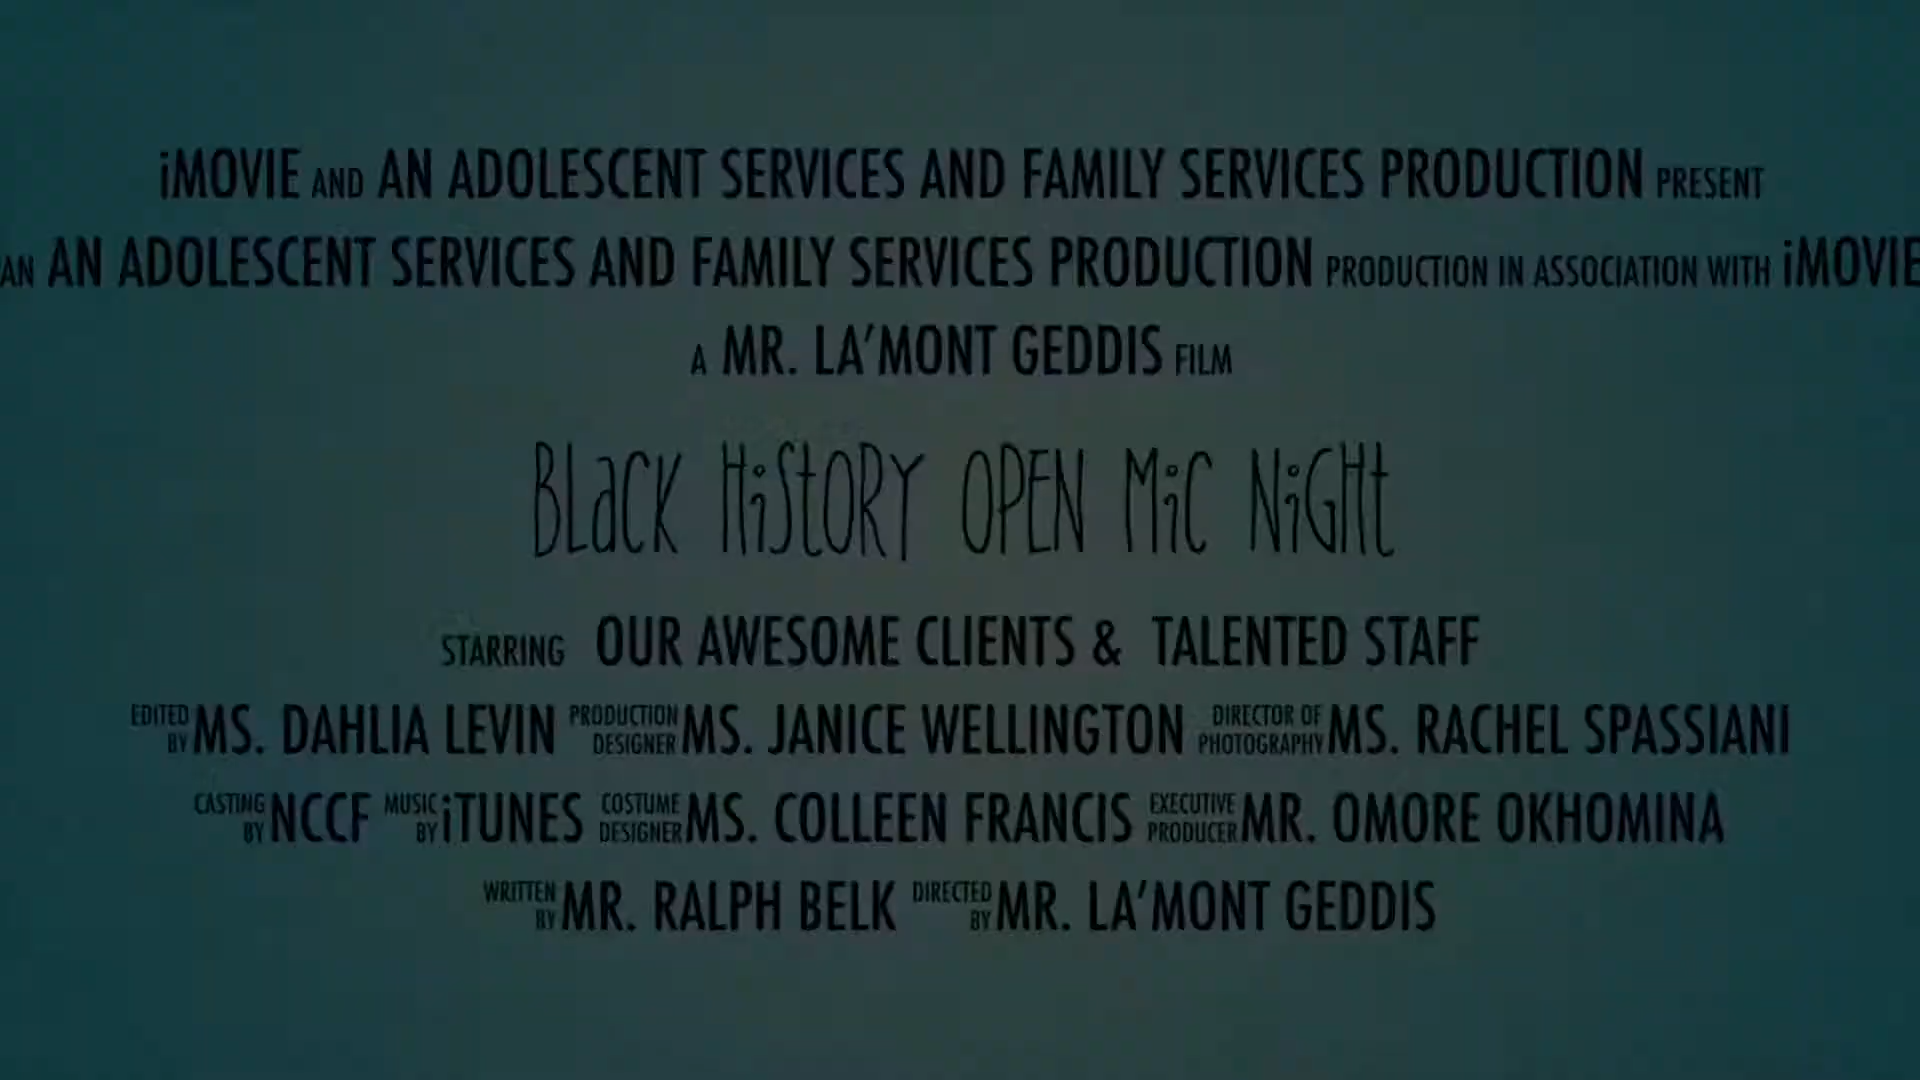 iMOVIE AND AN ADOLESCENT SERVICES AND FAMILY SERVICES PRODUCTION PRESENT
AN AN ADOLESCENT SERVICES AND FAMILY SERVICES PRODUCTION PRODUCTION IN ASSOCIATION WITH iMOVIE
A MR. LA'MONT GEDDIS FILM
BLaCK HiStORY OPEN MiC NiGHt
STARRING OUR AWESOME CLIENTS & TALENTED STAFF
EDITED BY MS. DAHLIA LEVIN PRODUCTION DESIGNER MS. JANICE WELLINGTON DIRECTOR OF PHOTOGRAPHY MS. RACHEL SPASSIANI
CASTING BY NCCF MUSIC BY iTUNES COSTUME DESIGNER MS. COLLEEN FRANCIS EXECUTIVE PRODUCER MR. OMORE OKHOMINA
WRITTEN BY MR. RALPH BELK DIRECTED BY MR. LA'MONT GEDDIS